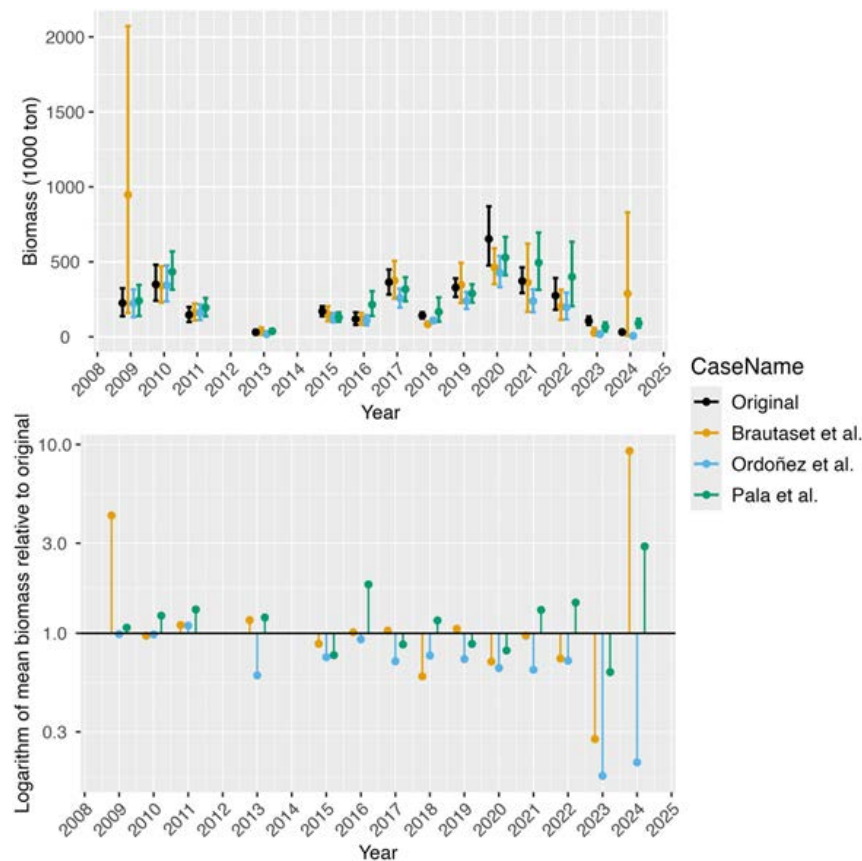 2000
1500
1000
500
0
Biomass (1000 ton)
2008 2009 2010 2011 2012 2013 2014 2015 2016 2017 2018 2019 2020 2021 2022 2023 2024 2025
Year
CaseName
Original
Brautaset et al.
Ordoñez et al.
Pala et al.
10.0
3.0
1.0
0.3
Logarithm of mean biomass relative to original
2008 2009 2010 2011 2012 2013 2014 2015 2016 2017 2018 2019 2020 2021 2022 2023 2024 2025
Year